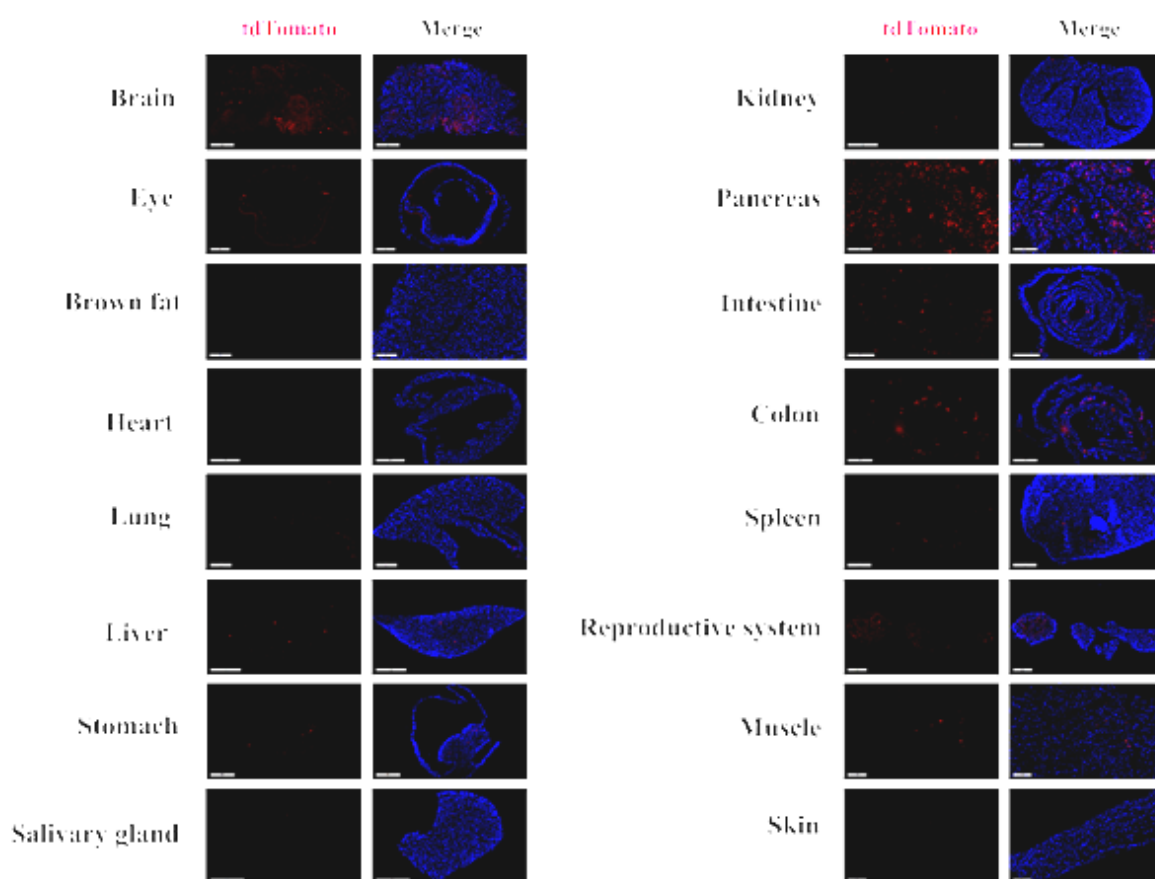 tdTomato Merge tdTomato Merge
Brain Kidney
Eye Pancreas
Brown fat Intestine
Heart Colon
Lung Spleen
Liver Reproductive system
Stomach Muscle
Salivary gland Skin